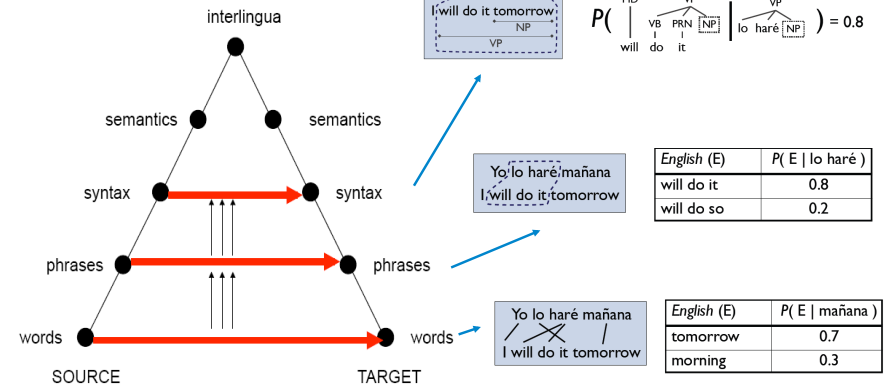 interlingua
semantics
semantics
syntax
syntax
phrases
phrases
words
words
SOURCE
TARGET
I will do it tomorrow
NP
VP
P( VP
VB PRN NP
will do it
| VP
lo haré NP ) = 0.8
Yo lo haré mañana
I will do it tomorrow
English (E) P( E | lo haré )
will do it 0.8
will do so 0.2
Yo lo haré mañana
I will do it tomorrow
English (E) P( E | mañana )
tomorrow 0.7
morning 0.3